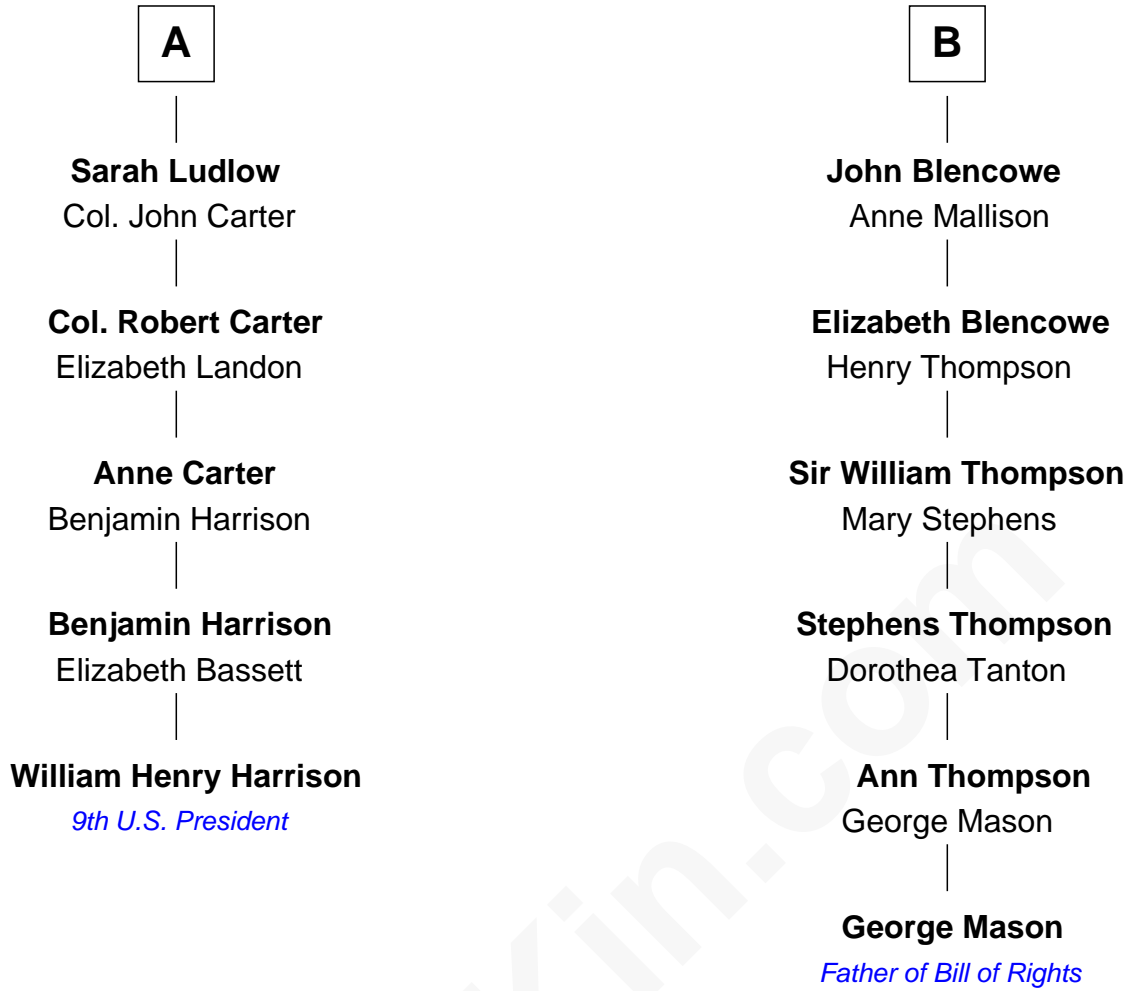 A
Sarah Ludlow
Col. John Carter
Col. Robert Carter
Elizabeth Landon
Anne Carter
Benjamin Harrison
Benjamin Harrison
Elizabeth Bassett
William Henry Harrison
9th U.S. President
B
John Blencowe
Anne Mallison
Elizabeth Blencowe
Henry Thompson
Sir William Thompson
Mary Stephens
Stephens Thompson
Dorothea Tanton
Ann Thompson
George Mason
George Mason
Father of Bill of Rights
Kin.com